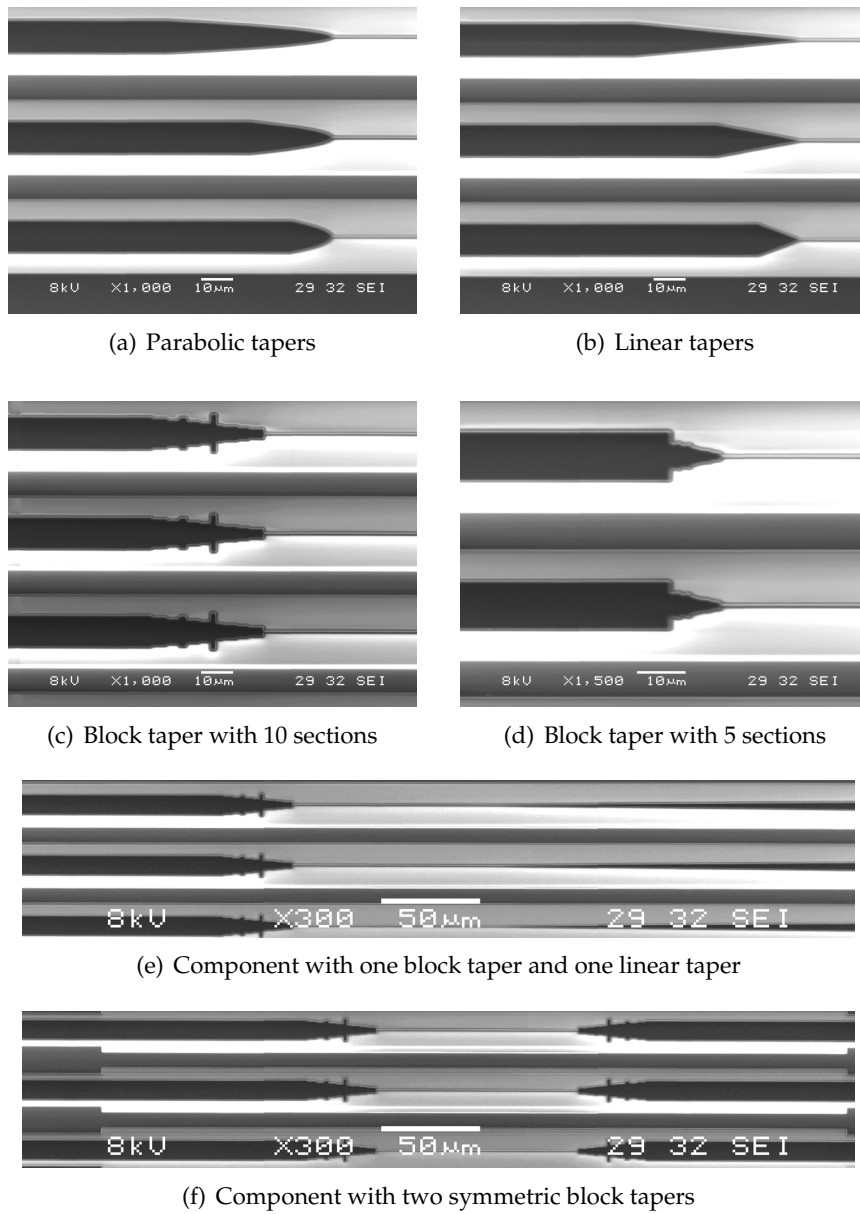 8kV X1,000 10μm 29 32 SEI
8kV X1,000 10μm 29 32 SEI
(a) Parabolic tapers
(b) Linear tapers
8kV X1,000 10μm 29 32 SEI
8kV X1,500 10μm 29 32 SEI
(c) Block taper with 10 sections
(d) Block taper with 5 sections
8kV X300 50μm 29 32 SEI
(e) Component with one block taper and one linear taper
8kV X300 50μm 29 32 SEI
(f) Component with two symmetric block tapers